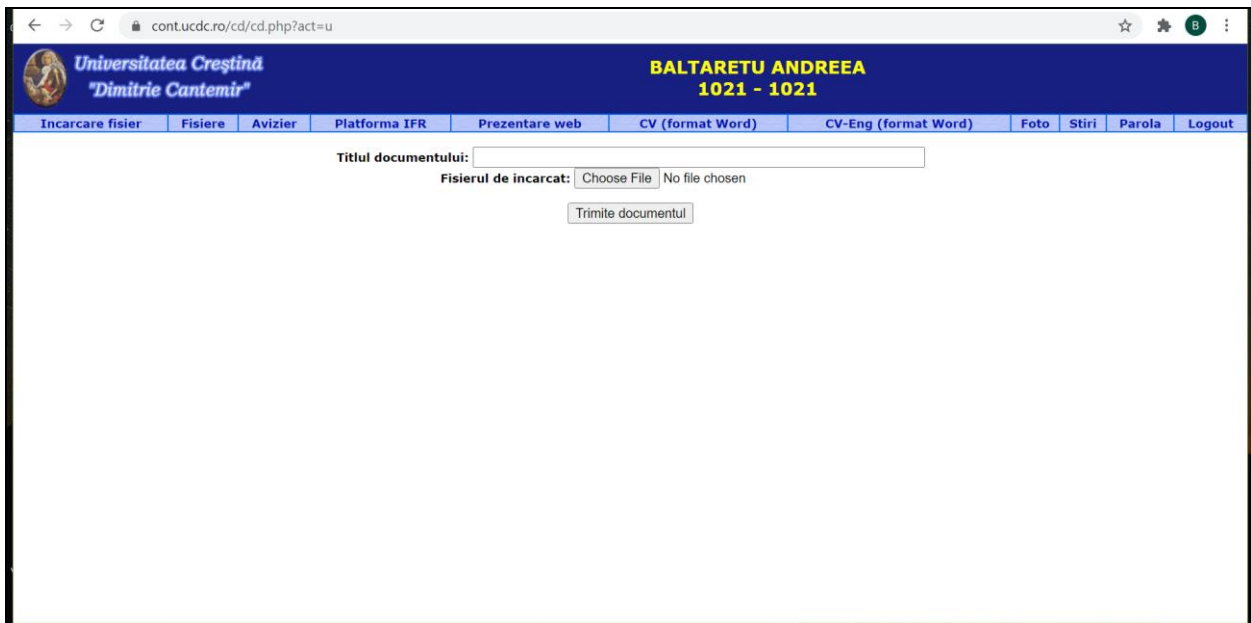 cont.ucdc.ro/cd/cd.php?act=u
B
Universitatea Creştină
"Dimitrie Cantemir"
BALTARETU ANDREEA
1021 - 1021
Incarcare fisier Fisiere Avizier Platforma IFR Prezentare web CV (format Word) CV-Eng (format Word) Foto Stiri Parola Logout
Titlul documentului:
Fisierul de incarcat: Choose File No file chosen
Trimite documentul